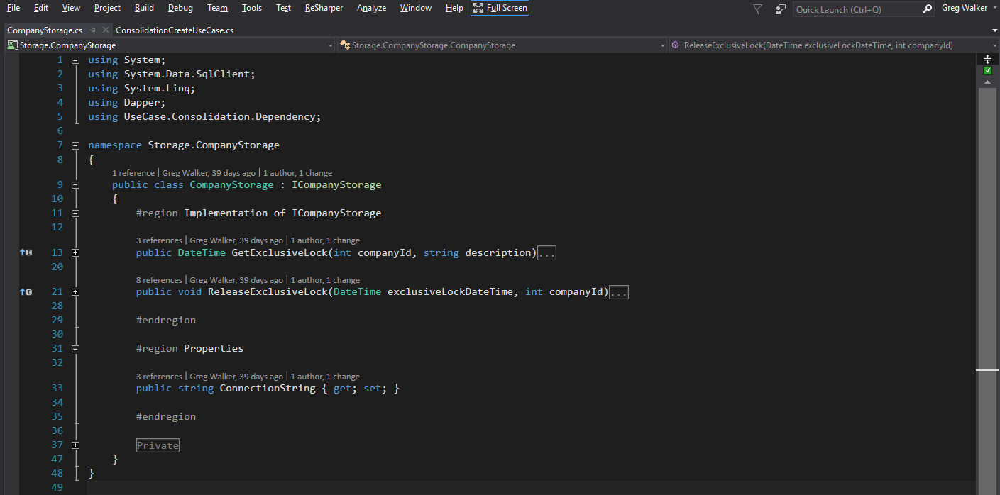 File Edit View Project Build Debug Team Tools Test ReSharper Analyze Window Help Full Screen Quick Launch (Ctrl+Q) Greg Walker
CompanyStorage.cs ConsolidationCreateUseCase.cs
Storage.CompanyStorage Storage.CompanyStorage.CompanyStorage ReleaseExclusiveLock(DateTime exclusiveLockDateTime, int companyId)
1 using System;
2 using System.Data.SqlClient;
3 using System.Linq;
4 using Dapper;
5 using UseCase.Consolidation.Dependency;
6
7 namespace Storage.CompanyStorage
8 {
1 reference | Greg Walker, 39 days ago | 1 author, 1 change
9 public class CompanyStorage : ICompanyStorage
10 {
11 #region Implementation of ICompanyStorage
12
3 references | Greg Walker, 39 days ago | 1 author, 1 change
13 public DateTime GetExclusiveLock(int companyId, string description)...
20
8 references | Greg Walker, 39 days ago | 1 author, 1 change
21 public void ReleaseExclusiveLock(DateTime exclusiveLockDateTime, int companyId)...
28
29 #endregion
30
31 #region Properties
32
3 references | Greg Walker, 39 days ago | 1 author, 1 change
33 public string ConnectionString { get; set; }
34
35 #endregion
36
37 Private
47 }
48 }
49